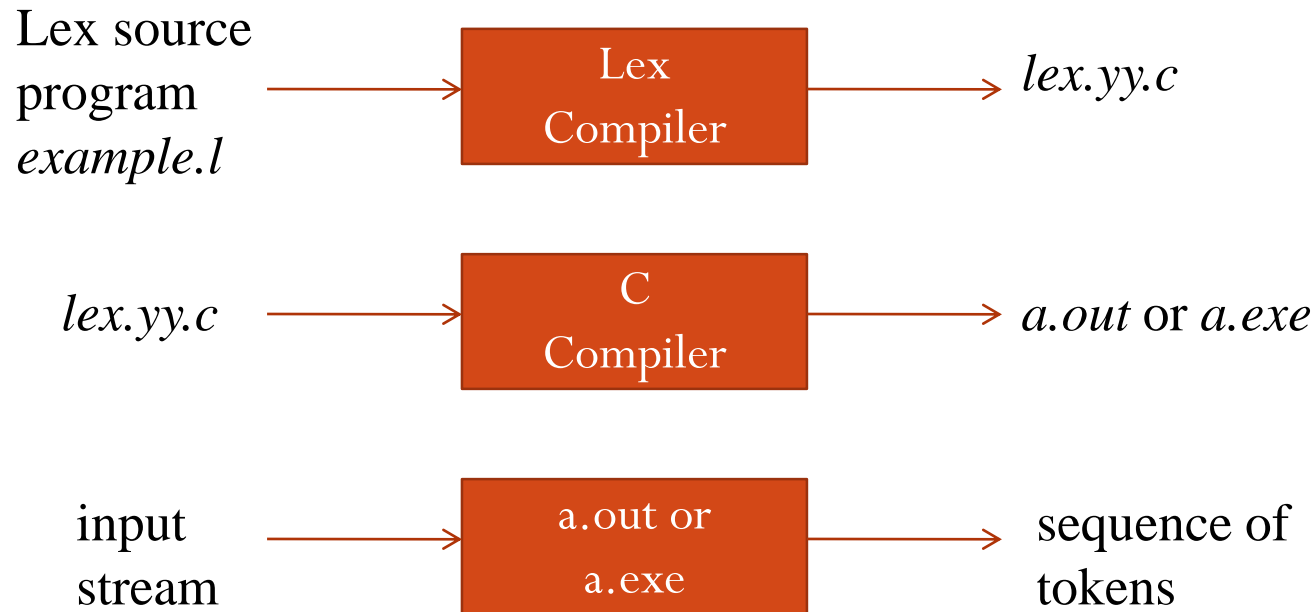 Lex source
program
example.l
Lex
Compiler
lex.yy.c
lex.yy.c
C
Compiler
a.out or a.exe
input
stream
a.out or
a.exe
sequence of
tokens